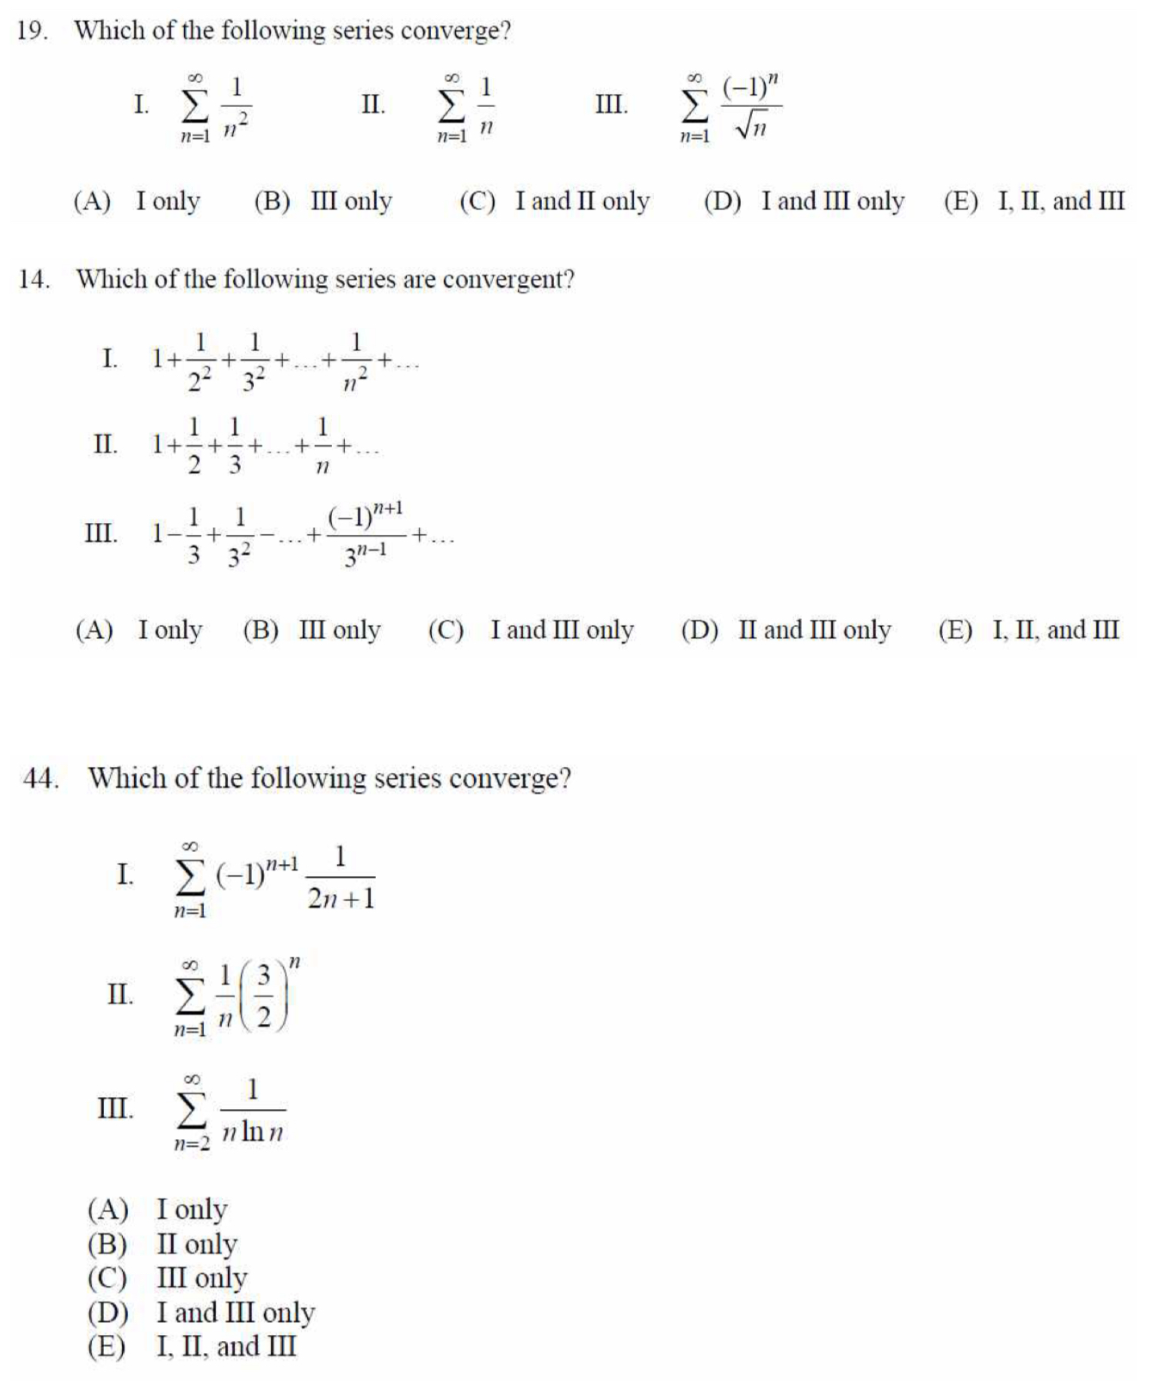 19. Which of the following series converge?
I. $\sum_{n=1}^{\infty} \frac{1}{n^2}$ II. $\sum_{n=1}^{\infty} \frac{1}{n}$ III. $\sum_{n=1}^{\infty} \frac{(-1)^n}{\sqrt{n}}$
(A) I only (B) III only (C) I and II only (D) I and III only (E) I, II, and III
14. Which of the following series are convergent?
I. $1+\frac{1}{2^2}+\frac{1}{3^2}+\ldots+\frac{1}{n^2}+\ldots$
II. $1+\frac{1}{2}+\frac{1}{3}+\ldots+\frac{1}{n}+\ldots$
III. $1-\frac{1}{3}+\frac{1}{3^2}-\ldots+\frac{(-1)^{n+1}}{3^{n-1}}+\ldots$
(A) I only (B) III only (C) I and III only (D) II and III only (E) I, II, and III
44. Which of the following series converge?
I. $\sum_{n=1}^{\infty} (-1)^{n+1} \frac{1}{2n+1}$
II. $\sum_{n=1}^{\infty} \frac{1}{n}\left(\frac{3}{2}\right)^n$
III. $\sum_{n=2}^{\infty} \frac{1}{n \ln n}$
(A) I only
(B) II only
(C) III only
(D) I and III only
(E) I, II, and III